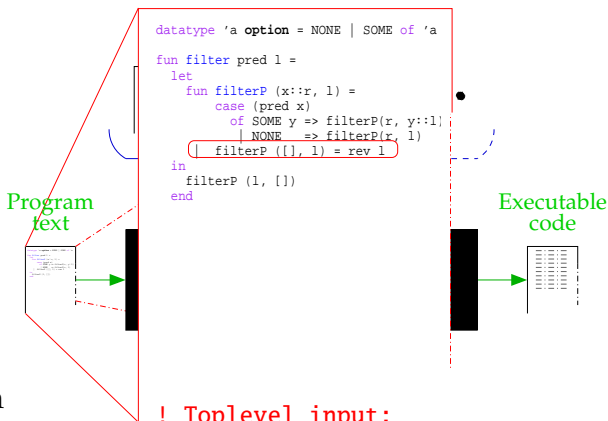 datatype 'a option = NONE | SOME of 'a
fun filter pred l =
let
fun filterP (x::r, l) =
case (pred x)
of SOME y => filterP(r, y::l)
| NONE => filterP(r, l)
| filterP ([], l) = rev l
in
filterP (l, [])
end
Program
text
Executable
code
! Toplevel input: